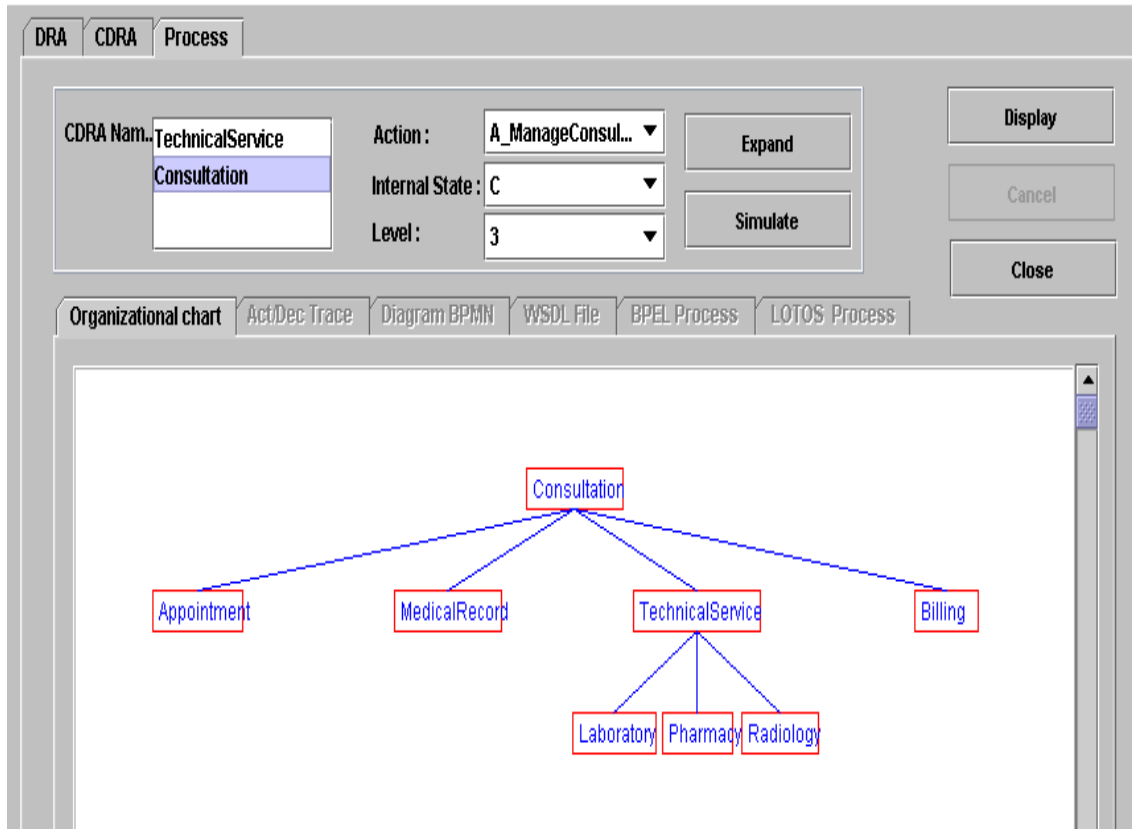 DRA CDRA Process
CDRA Nam..
TechnicalService
Consultation
Action :
A_ManageConsul...
Internal State :
C
Level :
3
Expand
Simulate
Display
Cancel
Close
Organizational chart Act/Dec Trace Diagram BPMN WSDL File BPEL Process LOTOS Process
Consultation
Appointment MedicalRecord TechnicalService Billing
Laboratory Pharmacy Radiology